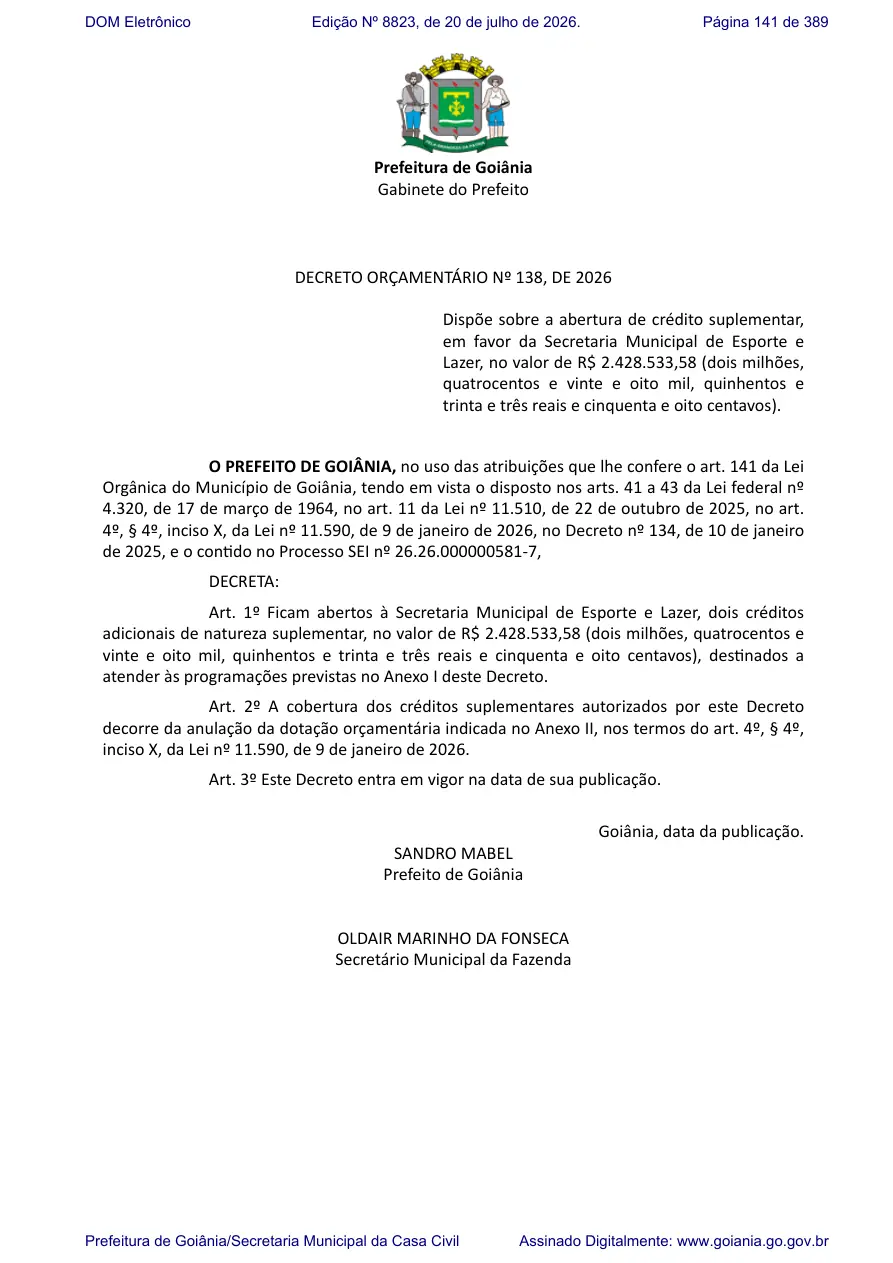 DOM Eletrônico Edição Nº 8823, de 20 de julho de 2026. Página 141 de 389
Prefeitura de Goiânia
Gabinete do Prefeito
DECRETO ORÇAMENTÁRIO Nº 138, DE 2026
Dispõe sobre a abertura de crédito suplementar,
em favor da Secretaria Municipal de Esporte e
Lazer, no valor de R$ 2.428.533,58 (dois milhões,
quatrocentos e vinte e oito mil, quinhentos e
trinta e três reais e cinquenta e oito centavos).
O PREFEITO DE GOIÂNIA, no uso das atribuições que lhe confere o art. 141 da Lei
Orgânica do Município de Goiânia, tendo em vista o disposto nos arts. 41 a 43 da Lei federal nº
4.320, de 17 de março de 1964, no art. 11 da Lei nº 11.510, de 22 de outubro de 2025, no art.
4º, § 4º, inciso X, da Lei nº 11.590, de 9 de janeiro de 2026, no Decreto nº 134, de 10 de janeiro
de 2025, e o contido no Processo SEI nº 26.26.000000581-7,
DECRETA:
Art. 1º Ficam abertos à Secretaria Municipal de Esporte e Lazer, dois créditos
adicionais de natureza suplementar, no valor de R$ 2.428.533,58 (dois milhões, quatrocentos e
vinte e oito mil, quinhentos e trinta e três reais e cinquenta e oito centavos), destinados a
atender às programações previstas no Anexo I deste Decreto.
Art. 2º A cobertura dos créditos suplementares autorizados por este Decreto
decorre da anulação da dotação orçamentária indicada no Anexo II, nos termos do art. 4º, § 4º,
inciso X, da Lei nº 11.590, de 9 de janeiro de 2026.
Art. 3º Este Decreto entra em vigor na data de sua publicação.
Goiânia, data da publicação.
SANDRO MABEL
Prefeito de Goiânia
OLDAIR MARINHO DA FONSECA
Secretário Municipal da Fazenda
Prefeitura de Goiânia/Secretaria Municipal da Casa Civil Assinado Digitalmente: www.goiania.go.gov.br